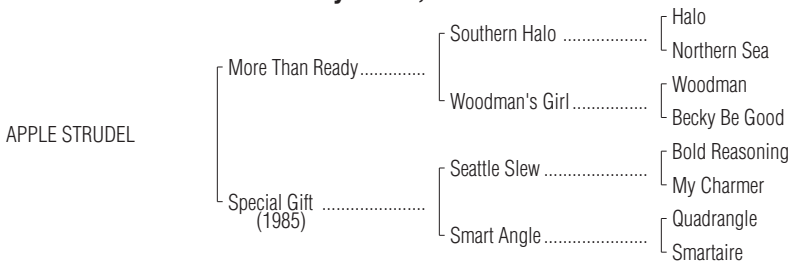 Halo
Southern Halo ..................
Northern Sea
More Than Ready..............
Woodman
Woodman's Girl................
Becky Be Good
APPLE STRUDEL
Bold Reasoning
Seattle Slew ......................
My Charmer
Special Gift ......................
(1985)
Quadrangle
Smart Angle......................
Smartaire